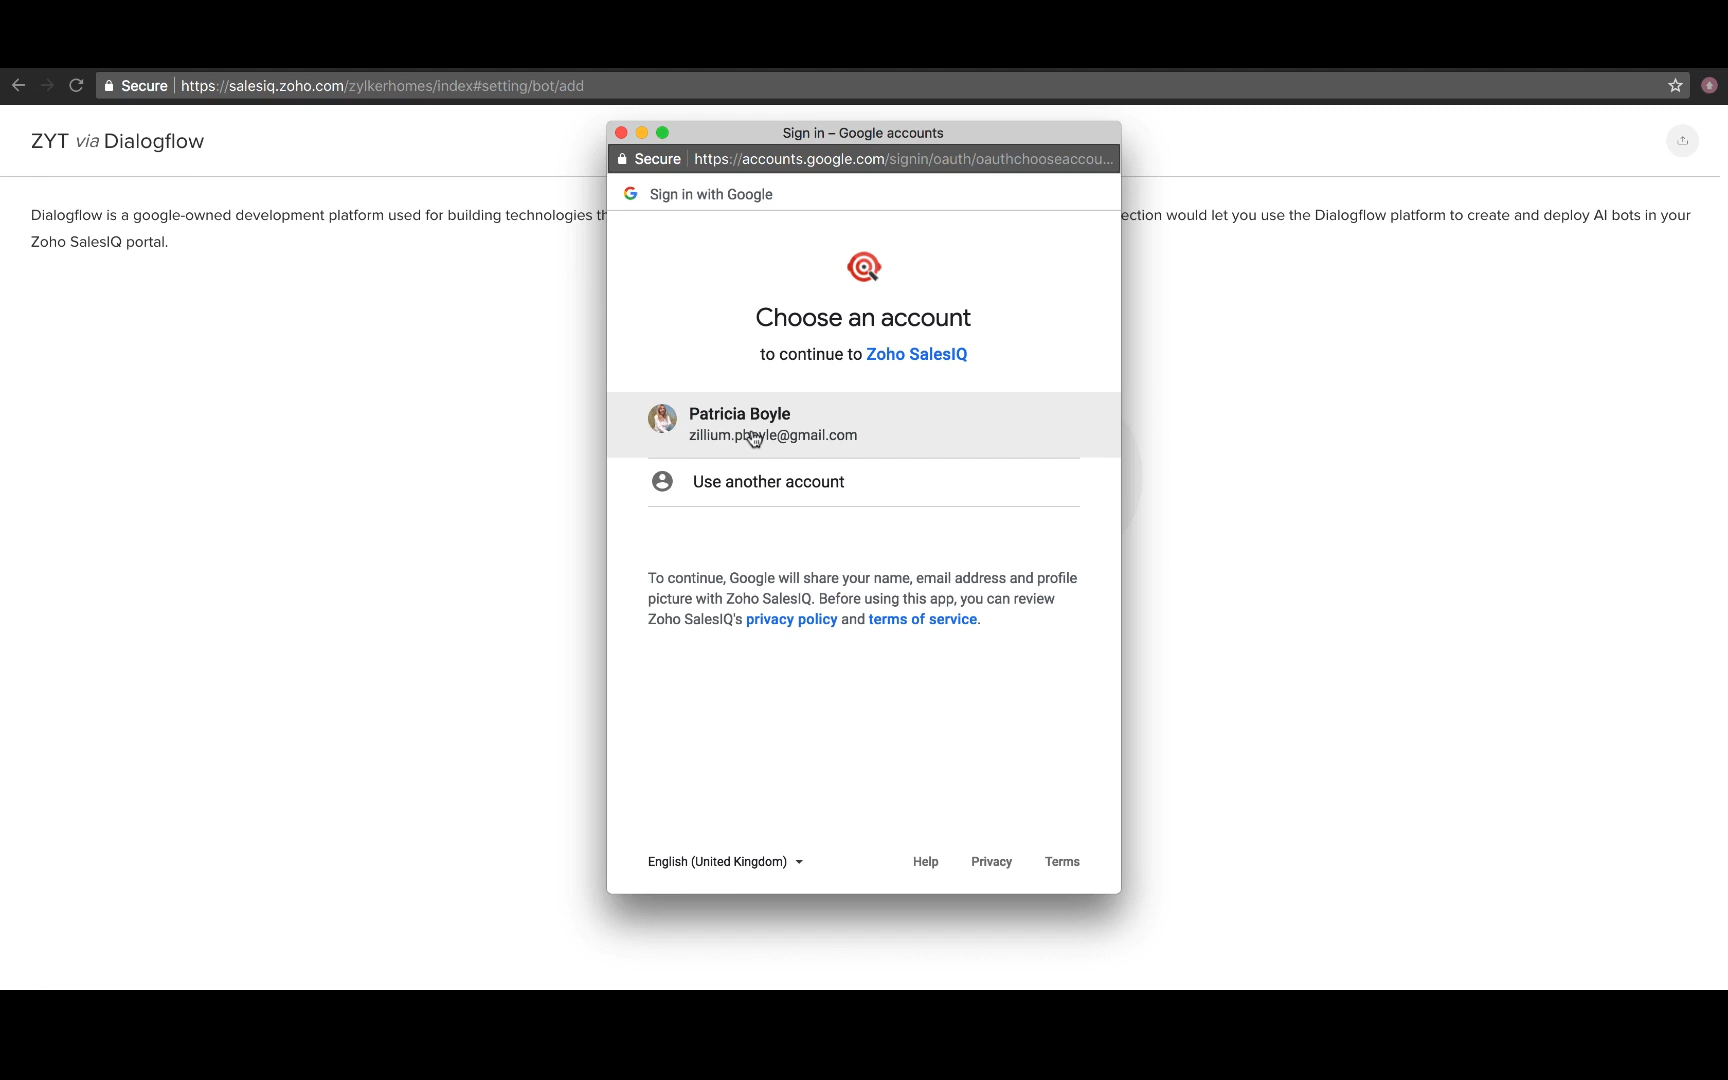 Secure https://salesiq.zoho.com/zylkerhomes/index#setting/bot/add
ZYT via Dialogflow
Sign in – Google accounts
Secure https://accounts.google.com/signin/oauth/oauthchooseaccou...
Sign in with Google
Dialogflow is a google-owned development platform used for building technologies th
ection would let you use the Dialogflow platform to create and deploy AI bots in your
Zoho SalesIQ portal.
Choose an account
to continue to Zoho SalesIQ
Patricia Boyle
zillium.pboyle@gmail.com
Use another account
To continue, Google will share your name, email address and profile
picture with Zoho SalesIQ. Before using this app, you can review
Zoho SalesIQ's privacy policy and terms of service.
English (United Kingdom)
Help Privacy Terms